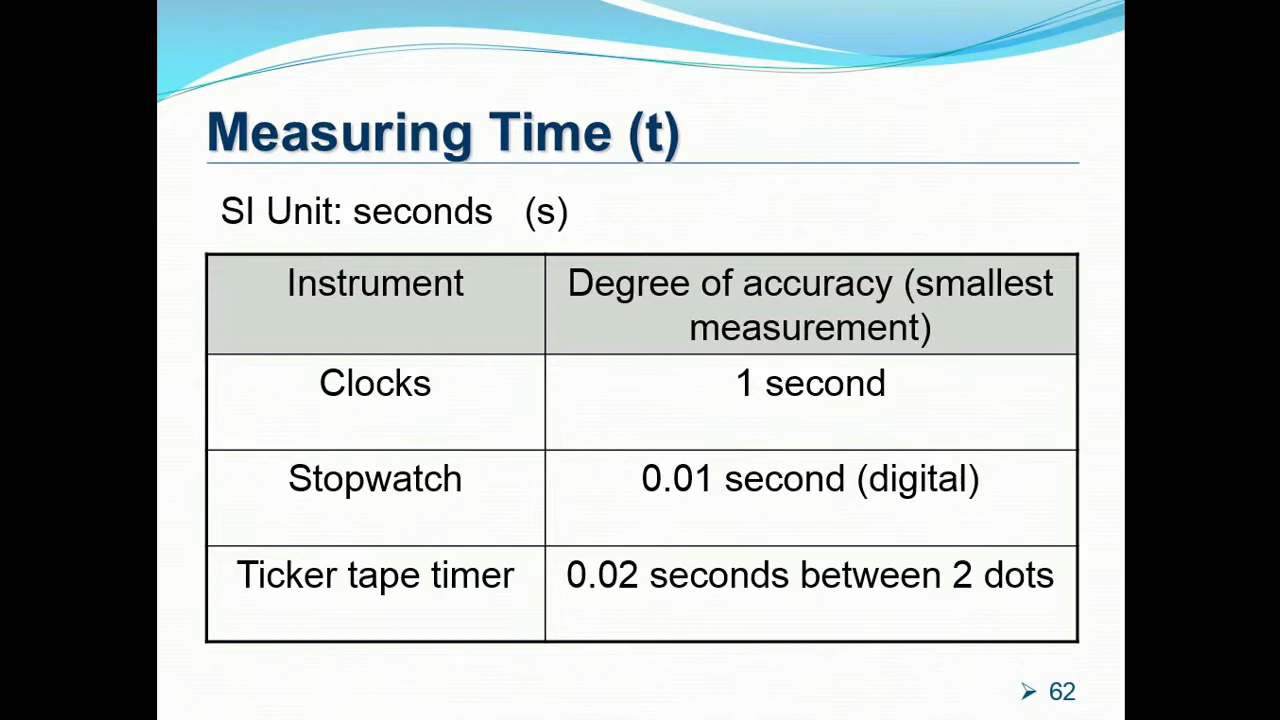 Measuring Time (t)
SI Unit: seconds (s)
Instrument
Degree of accuracy (smallest
measurement)
Clocks
1 second
Stopwatch
0.01 second (digital)
Ticker tape timer
0.02 seconds between 2 dots
62